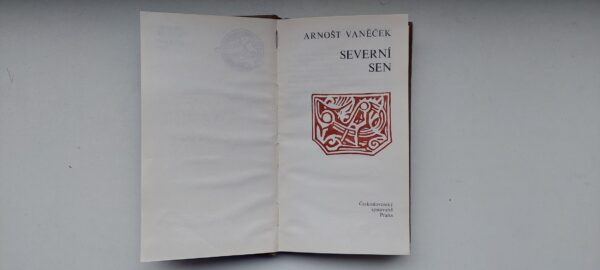 ARNOŠT VANĚČEK
SEVERNÍ
SEN
Československý
spisovatel
Praha